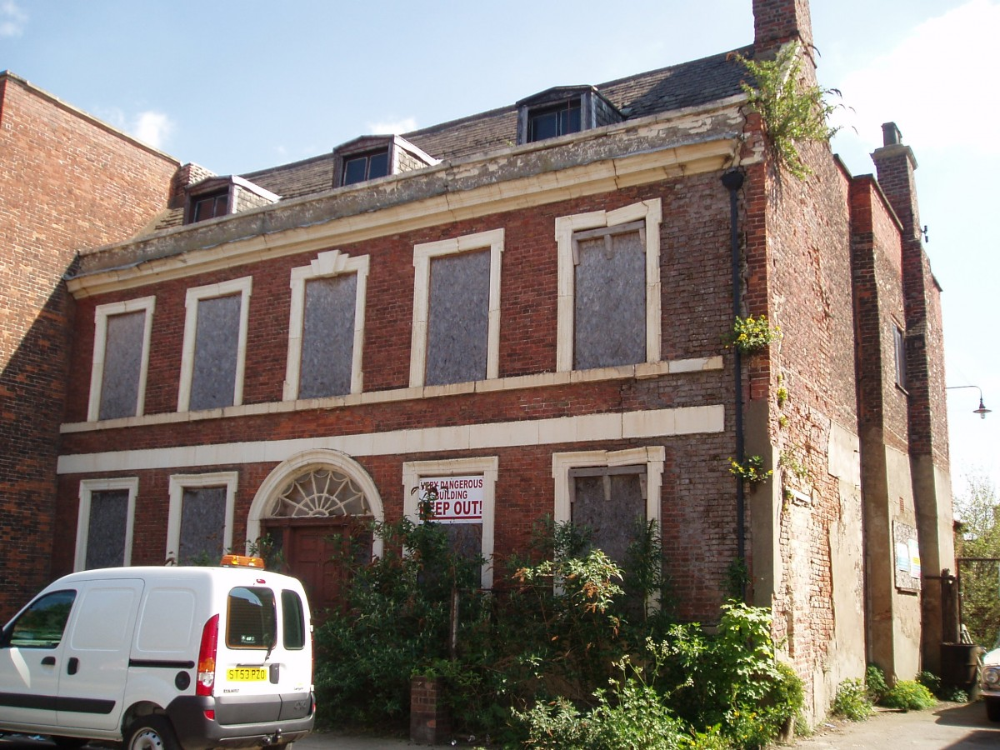 VERY DANGEROUS
BUILDING
KEEP OUT!
ST53 PZO